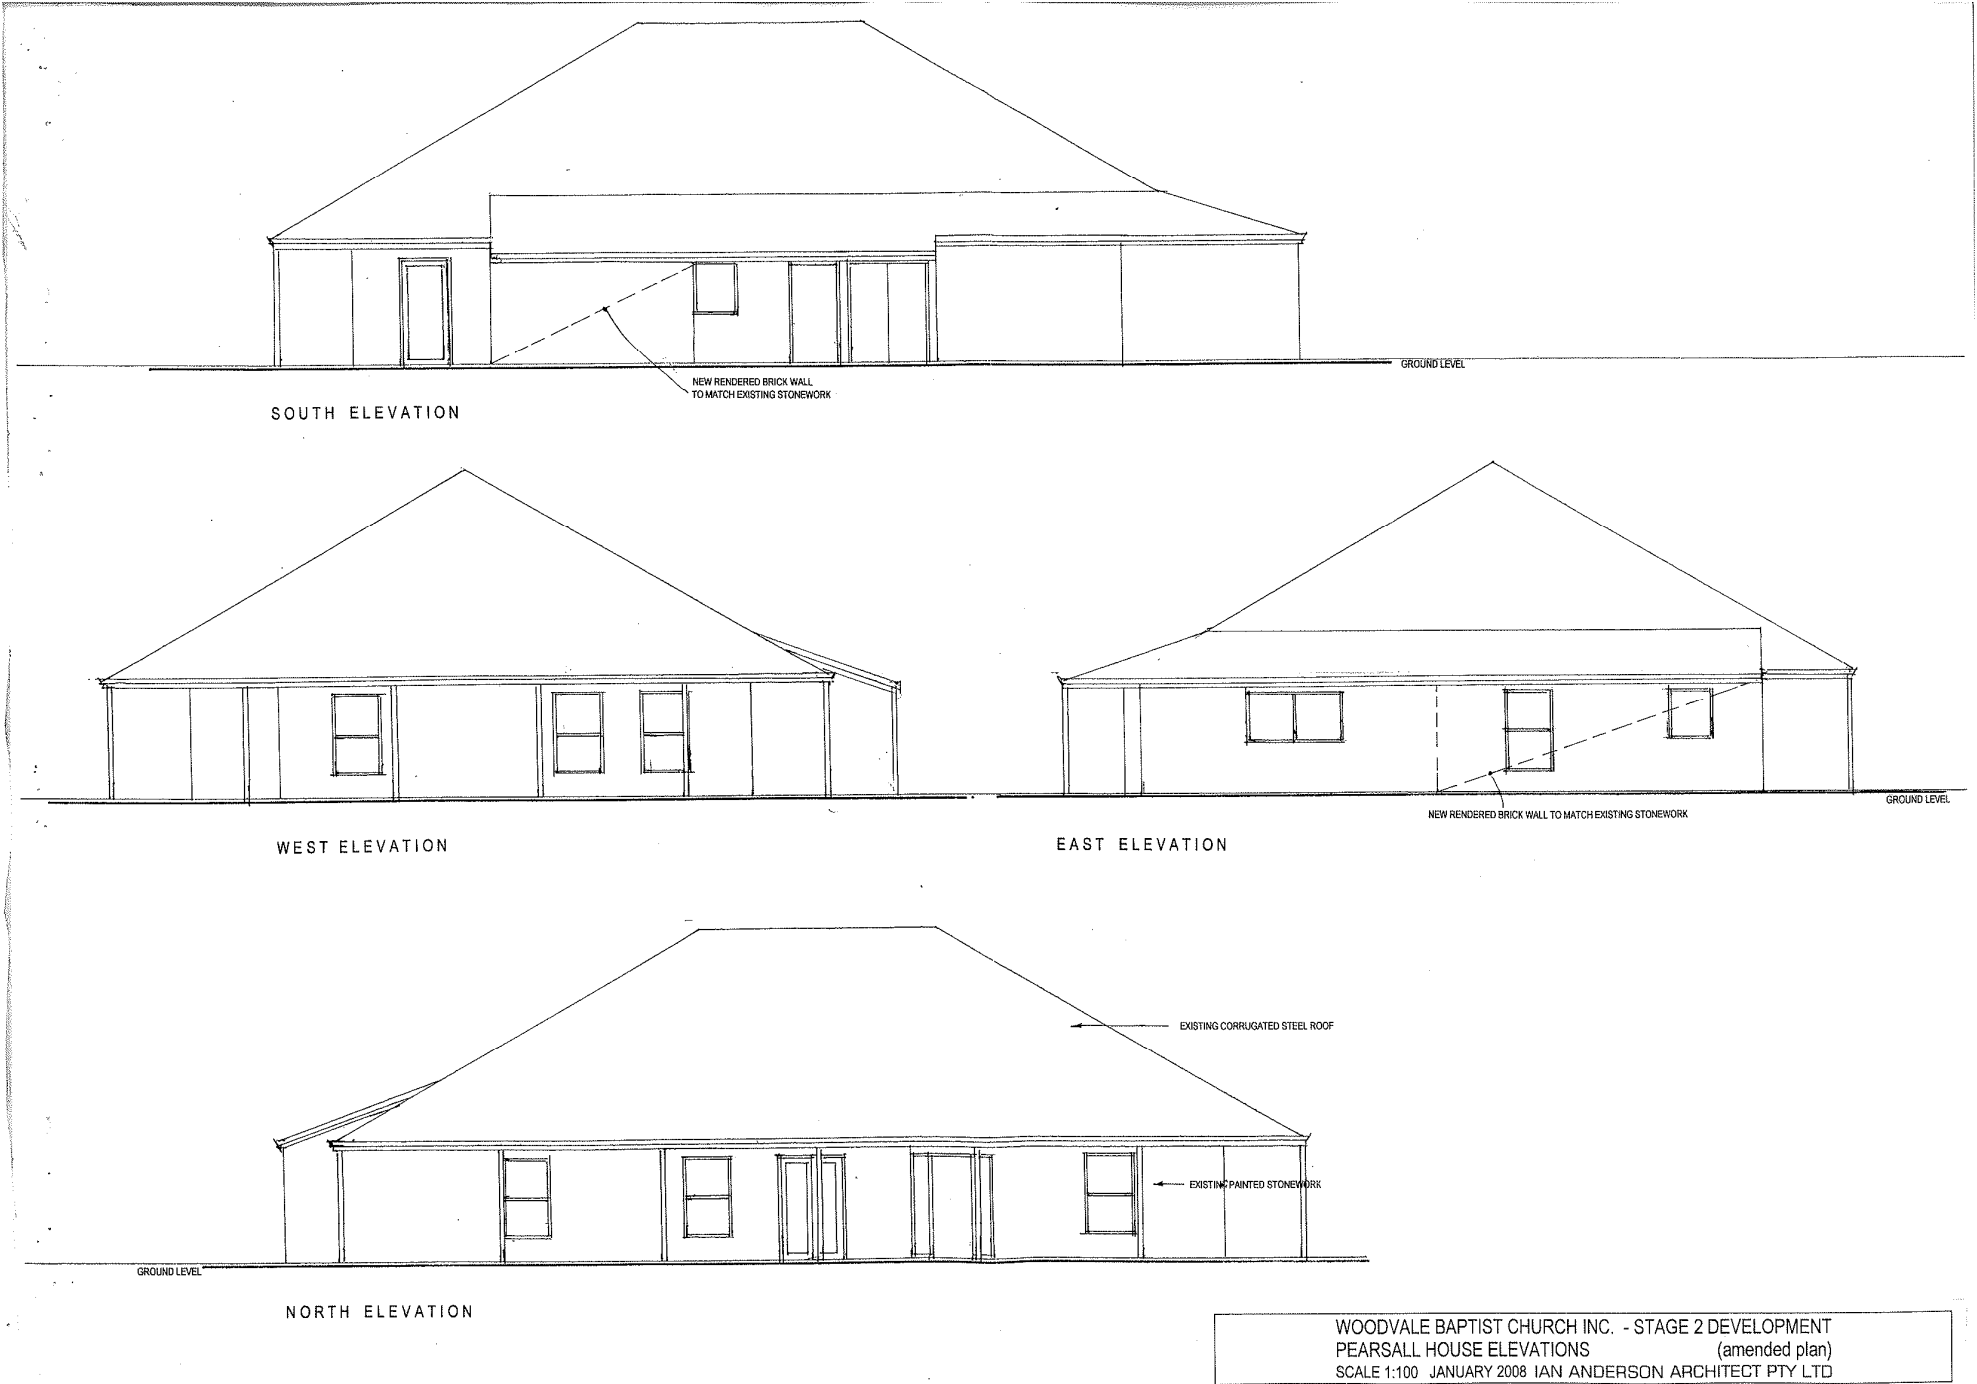 GROUND LEVEL
NEW RENDERED BRICK WALL
TO MATCH EXISTING STONEWORK
SOUTH ELEVATION
GROUND LEVEL
NEW RENDERED BRICK WALL TO MATCH EXISTING STONEWORK
WEST ELEVATION
EAST ELEVATION
EXISTING CORRUGATED STEEL ROOF
EXISTING PAINTED STONEWORK
GROUND LEVEL
NORTH ELEVATION
WOODVALE BAPTIST CHURCH INC. - STAGE 2 DEVELOPMENT
PEARSALL HOUSE ELEVATIONS (amended plan)
SCALE 1:100 JANUARY 2008 IAN ANDERSON ARCHITECT PTY LTD